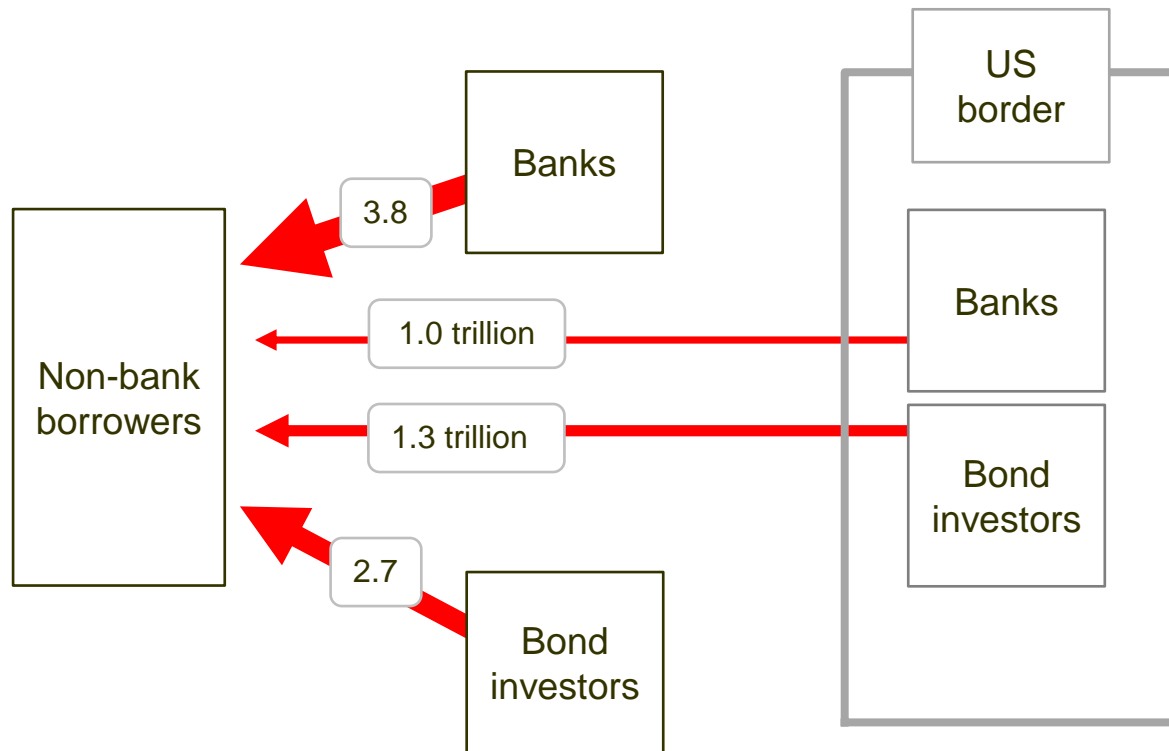 US
border
Banks
3.8
Banks
1.0 trillion
Non-bank
borrowers
1.3 trillion
Bond
investors
2.7
Bond
investors